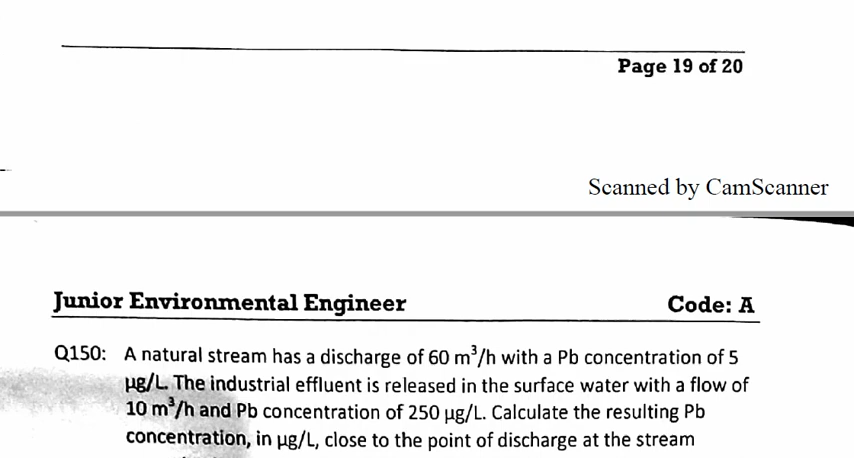 Page 19 of 20
Scanned by CamScanner
Junior Environmental Engineer Code: A
Q150: A natural stream has a discharge of 60 m³/h with a Pb concentration of 5
µg/L. The industrial effluent is released in the surface water with a flow of
10 m³/h and Pb concentration of 250 µg/L. Calculate the resulting Pb
concentration, in µg/L, close to the point of discharge at the stream